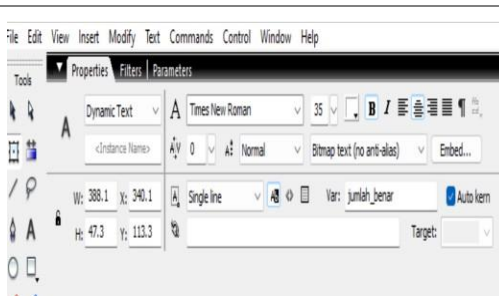 File Edit View Insert Modify Text Commands Control Window Help
Tools
Properties Filters Parameters
A Dynamic Text A Times New Roman 35 B I
<Instance Name> AV 0 A Normal Bitmap text (no anti-alias) Embed...
W: 388.1 X: 340.1 A Single line Var: jumlah_benar Auto kern
H: 47.3 Y: 113.3 Target: